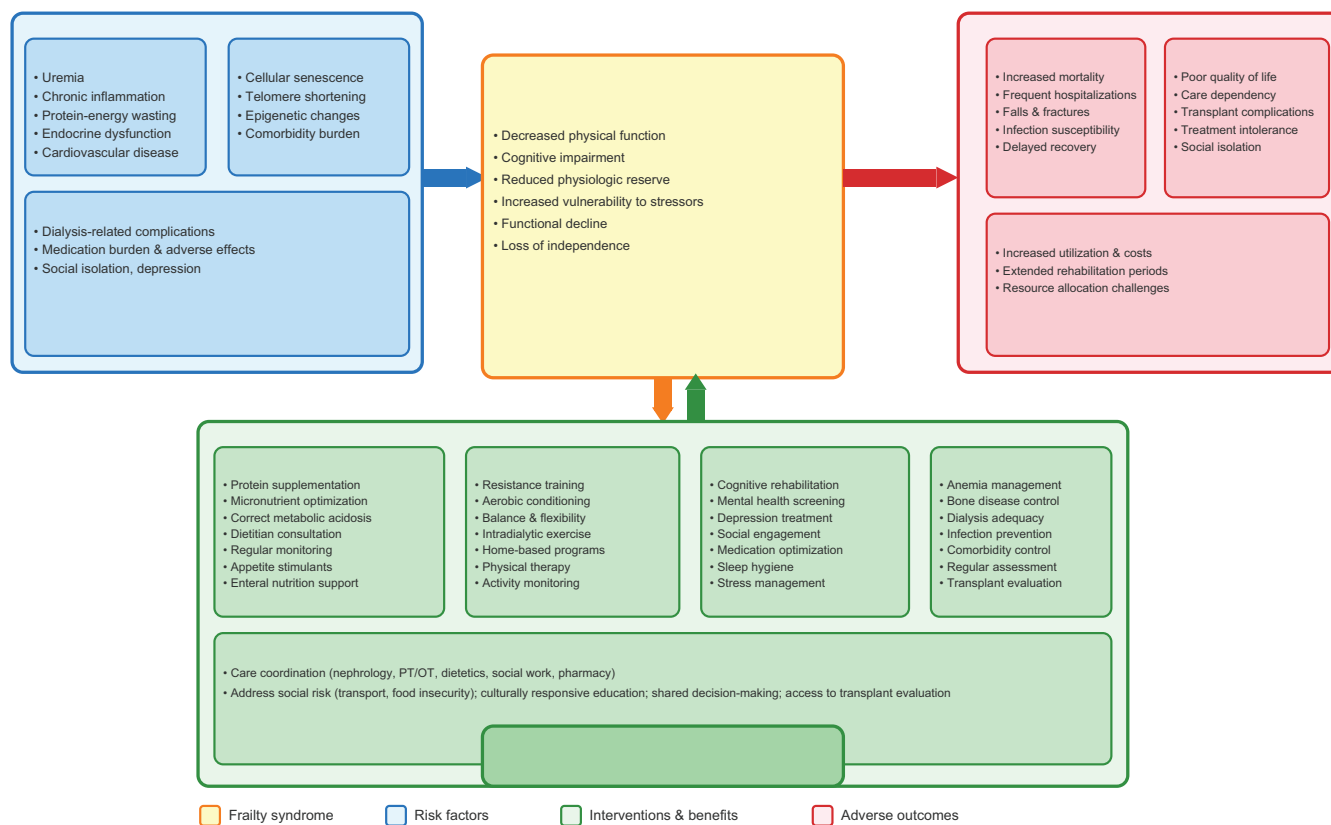 • Uremia
• Chronic inflammation
• Protein-energy wasting
• Endocrine dysfunction
• Cardiovascular disease
• Cellular senescence
• Telomere shortening
• Epigenetic changes
• Comorbidity burden
• Dialysis-related complications
• Medication burden & adverse effects
• Social isolation, depression
• Decreased physical function
• Cognitive impairment
• Reduced physiologic reserve
• Increased vulnerability to stressors
• Functional decline
• Loss of independence
• Increased mortality
• Frequent hospitalizations
• Falls & fractures
• Infection susceptibility
• Delayed recovery
• Poor quality of life
• Care dependency
• Transplant complications
• Treatment intolerance
• Social isolation
• Increased utilization & costs
• Extended rehabilitation periods
• Resource allocation challenges
• Protein supplementation
• Micronutrient optimization
• Correct metabolic acidosis
• Dietitian consultation
• Regular monitoring
• Appetite stimulants
• Enteral nutrition support
• Resistance training
• Aerobic conditioning
• Balance & flexibility
• Intradialytic exercise
• Home-based programs
• Physical therapy
• Activity monitoring
• Cognitive rehabilitation
• Mental health screening
• Depression treatment
• Social engagement
• Medication optimization
• Sleep hygiene
• Stress management
• Anemia management
• Bone disease control
• Dialysis adequacy
• Infection prevention
• Comorbidity control
• Regular assessment
• Transplant evaluation
• Care coordination (nephrology, PT/OT, dietetics, social work, pharmacy)
• Address social risk (transport, food insecurity); culturally responsive education; shared decision-making; access to transplant evaluation
Frailty syndrome
Risk factors
Interventions & benefits
Adverse outcomes